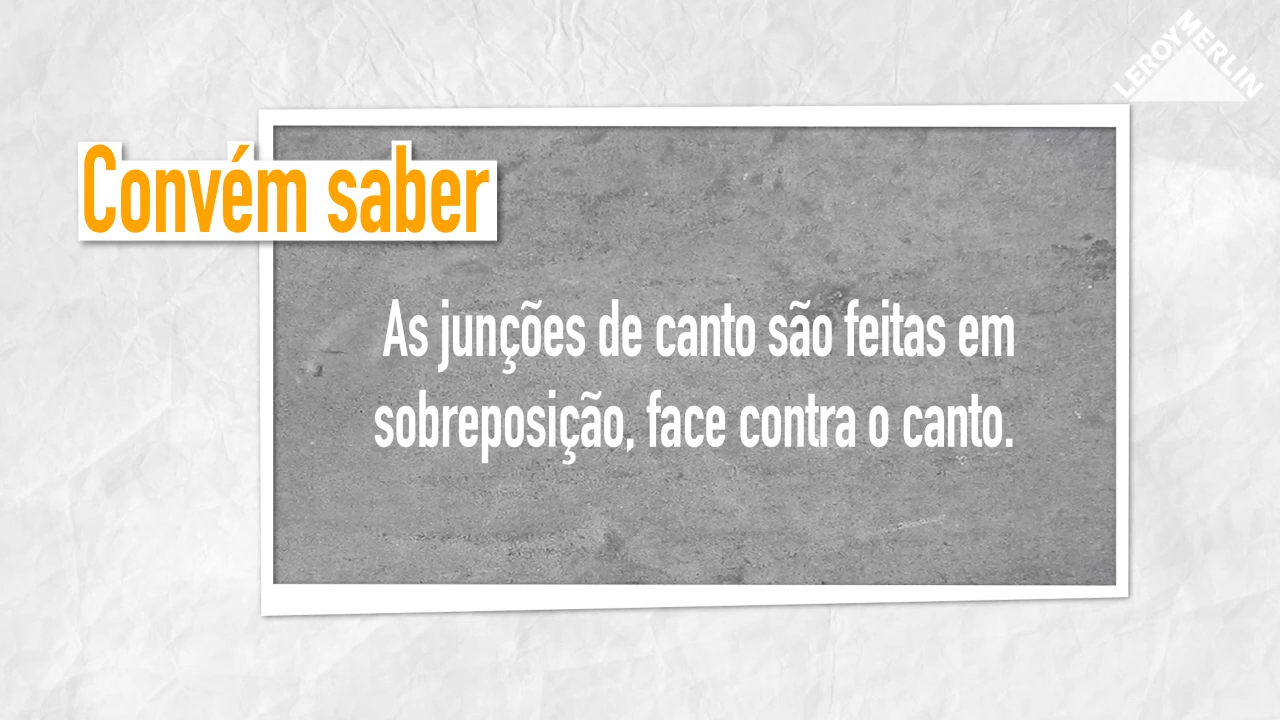 LEROY MERLIN
Convém saber
As junções de canto são feitas em
sobreposição, face contra o canto.